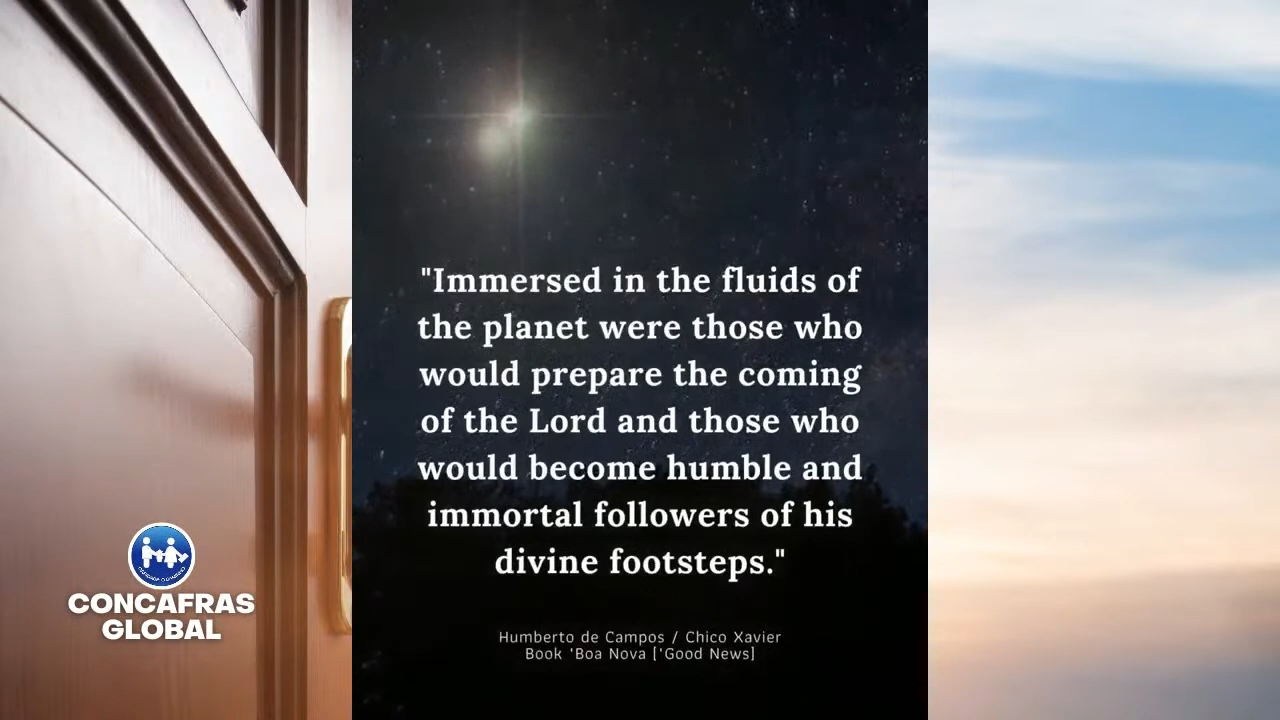 "Immersed in the fluids of
the planet were those who
would prepare the coming
of the Lord and those who
would become humble and
immortal followers of his
divine footsteps."
Humberto de Campos / Chico Xavier
Book 'Boa Nova ['Good News]
CONCAFRAS
GLOBAL